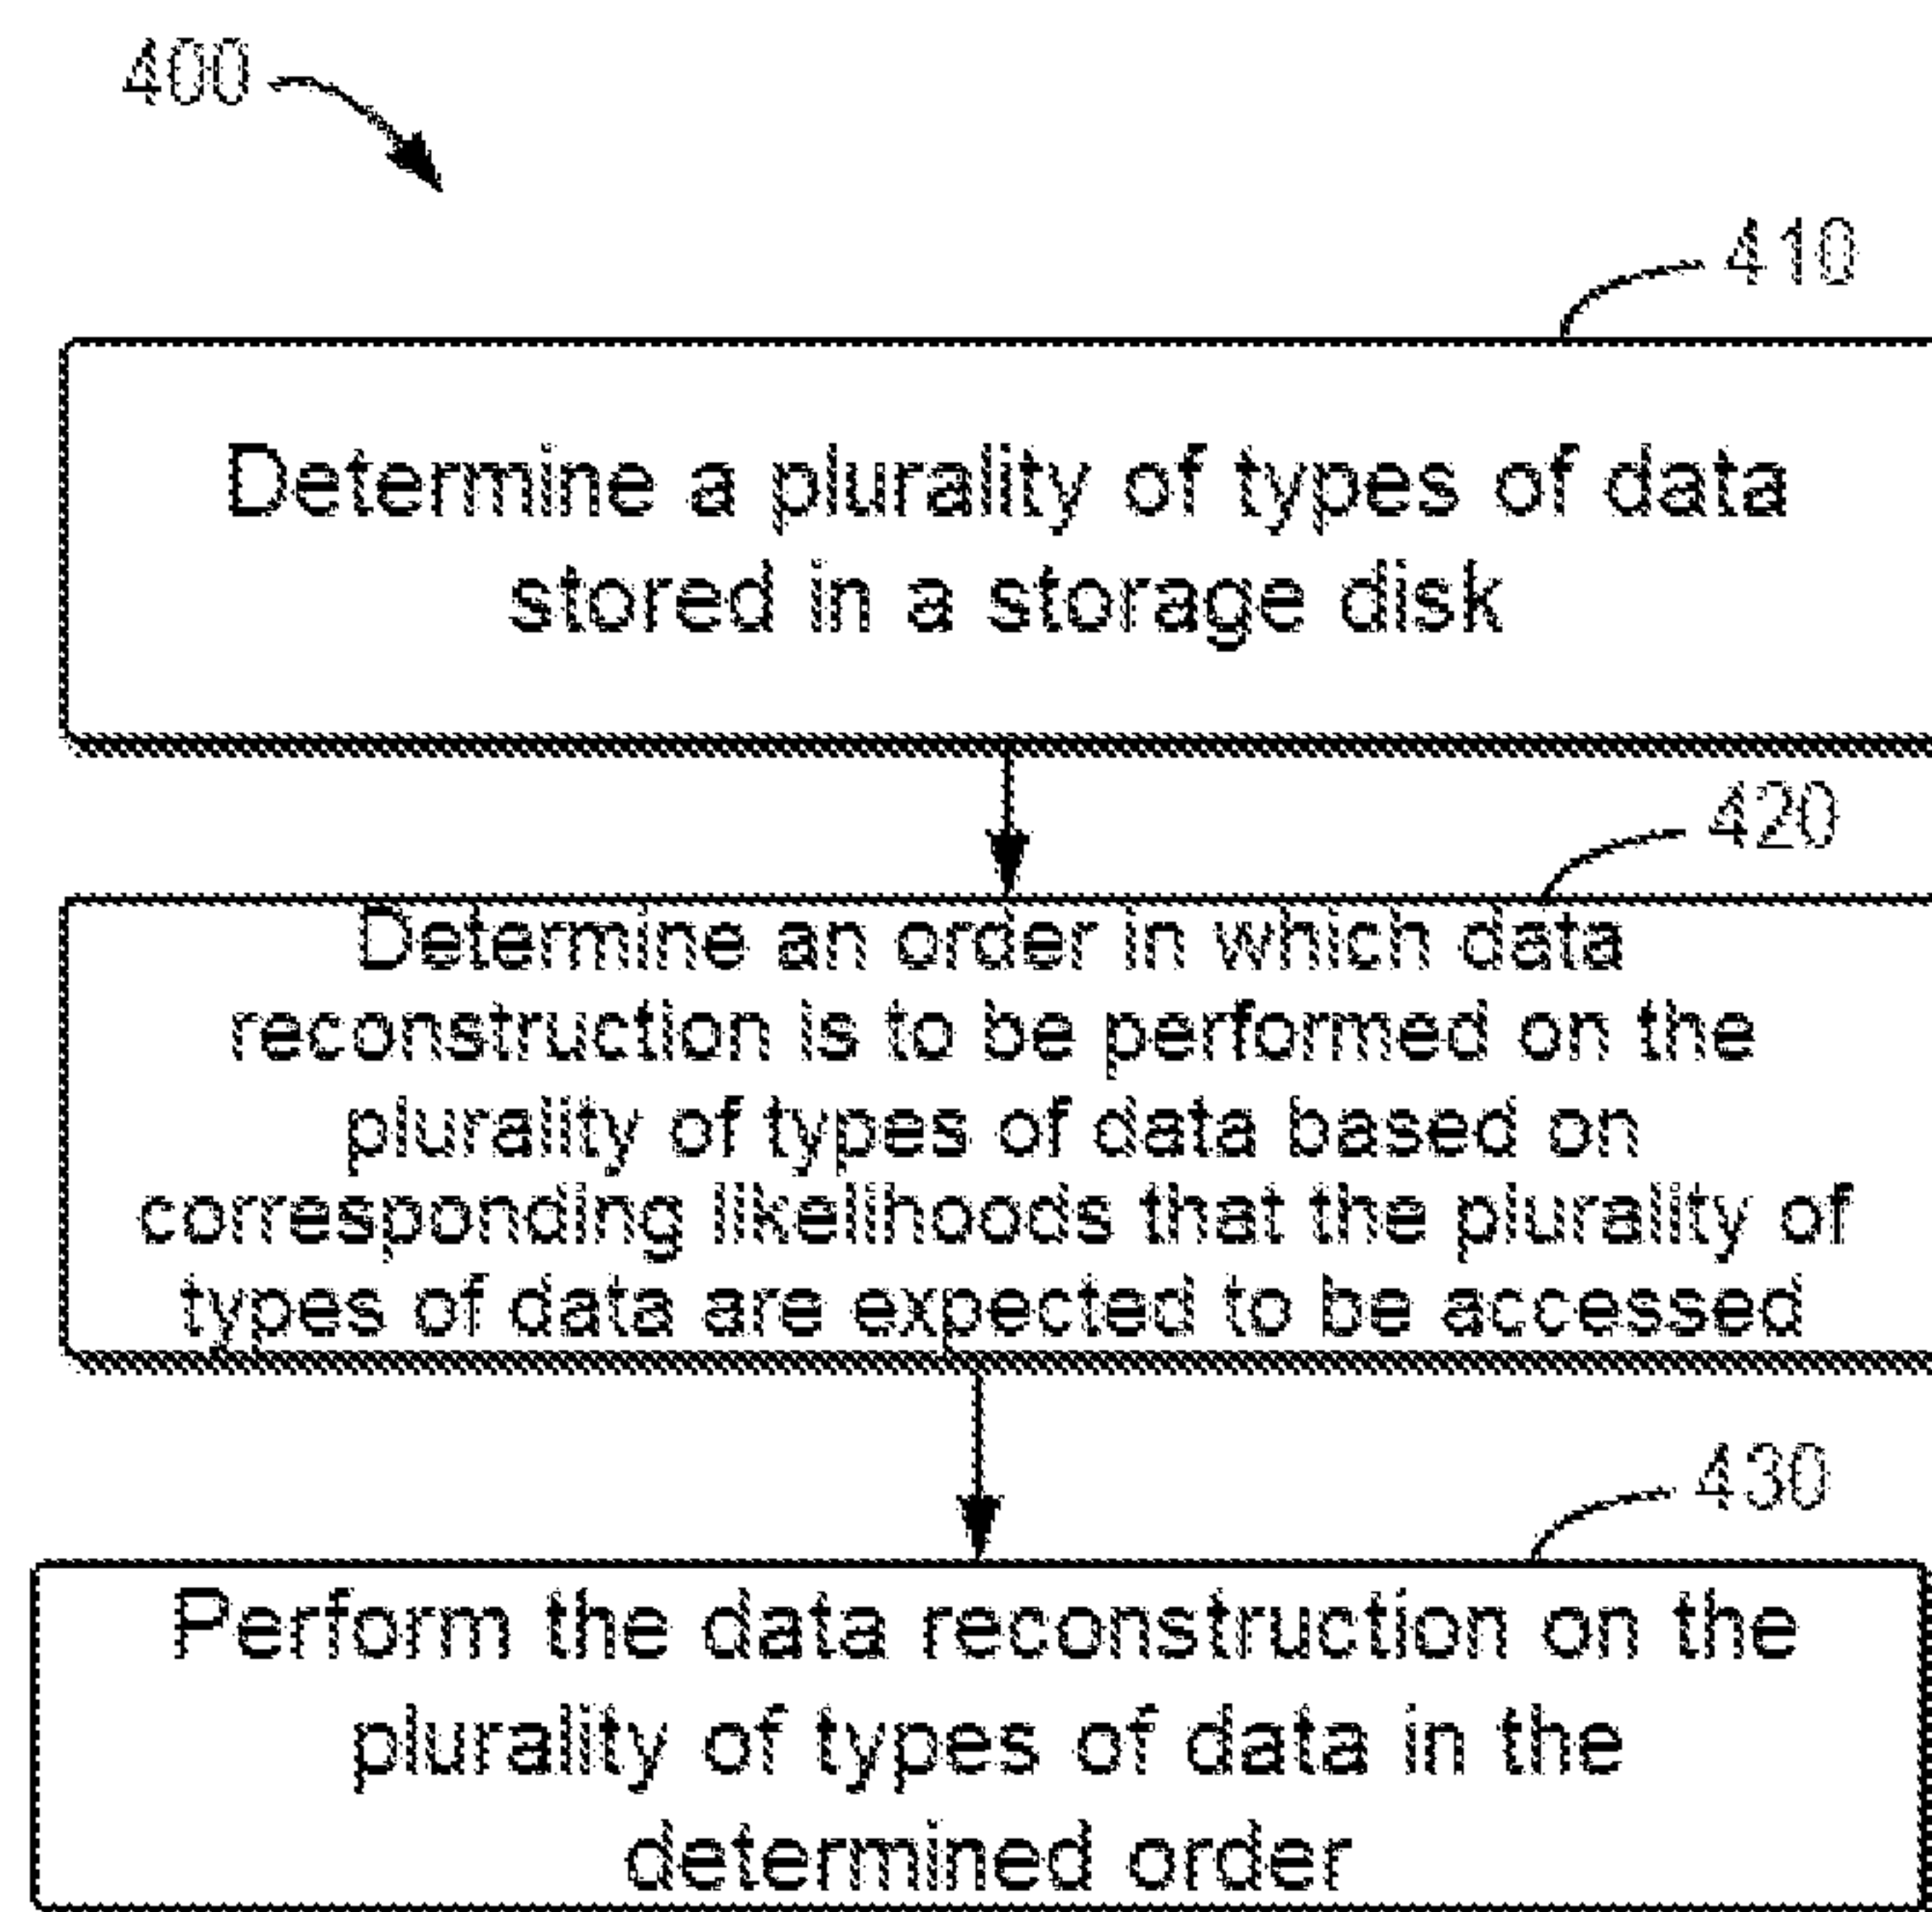 400
410
Determine a plurality of types of data
stored in a storage disk
420
Determine an order in which data
reconstruction is to be performed on the
plurality of types of data based on
corresponding likelihoods that the plurality of
types of data are expected to be accessed
430
Perform the data reconstruction on the
plurality of types of data in the
determined order